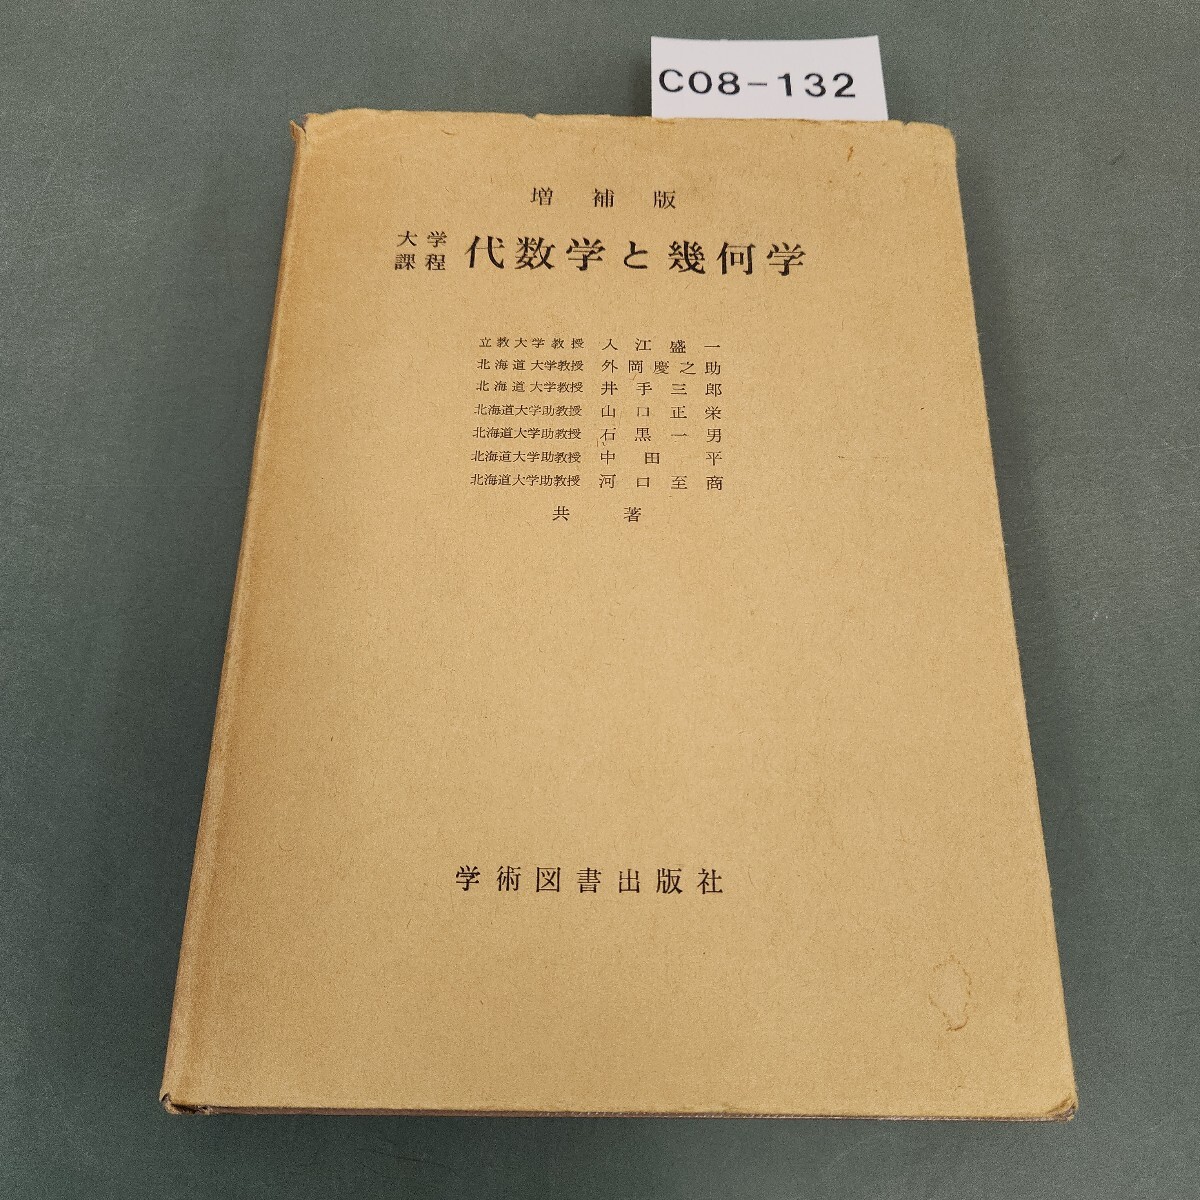 C08-132
増補版
大学課程 代数学と幾何学
立教大学教授 入江盛一
北海道大学教授 外岡慶之助
北海道大学教授 井手三郎
北海道大学助教授 山口正栄
北海道大学助教授 石黒一男
北海道大学助教授 中田平
北海道大学助教授 河口至商
共著
学術図書出版社